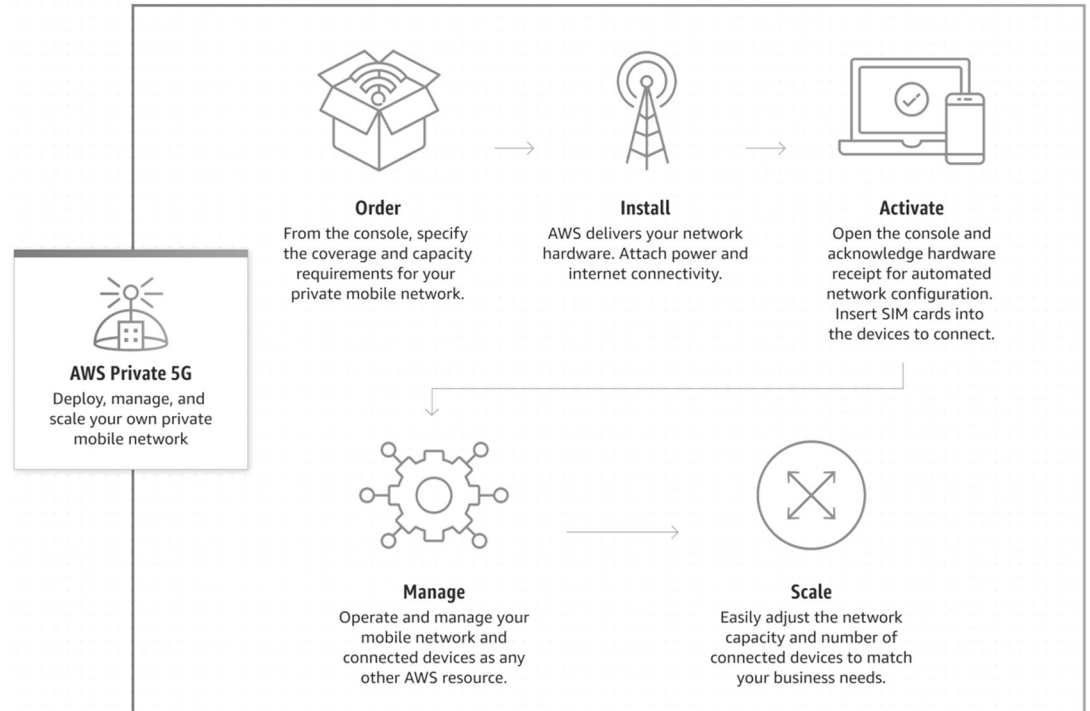 Order
From the console, specify
the coverage and capacity
requirements for your
private mobile network.
Install
AWS delivers your network
hardware. Attach power and
internet connectivity.
Activate
Open the console and
acknowledge hardware
receipt for automated
network configuration.
Insert SIM cards into
the devices to connect.
AWS Private 5G
Deploy, manage, and
scale your own private
mobile network
Manage
Operate and manage your
mobile network and
connected devices as any
other AWS resource.
Scale
Easily adjust the network
capacity and number of
connected devices to match
your business needs.